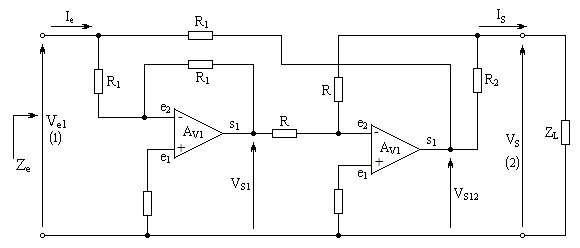 Ie
R1
IS
R1
R1
R
R2
e2
-
s1
R
e2
-
s1
Ve1
(1)
AV1
AV1
VS
(2)
ZL
e1
+
e1
+
Ze
VS1
VS12